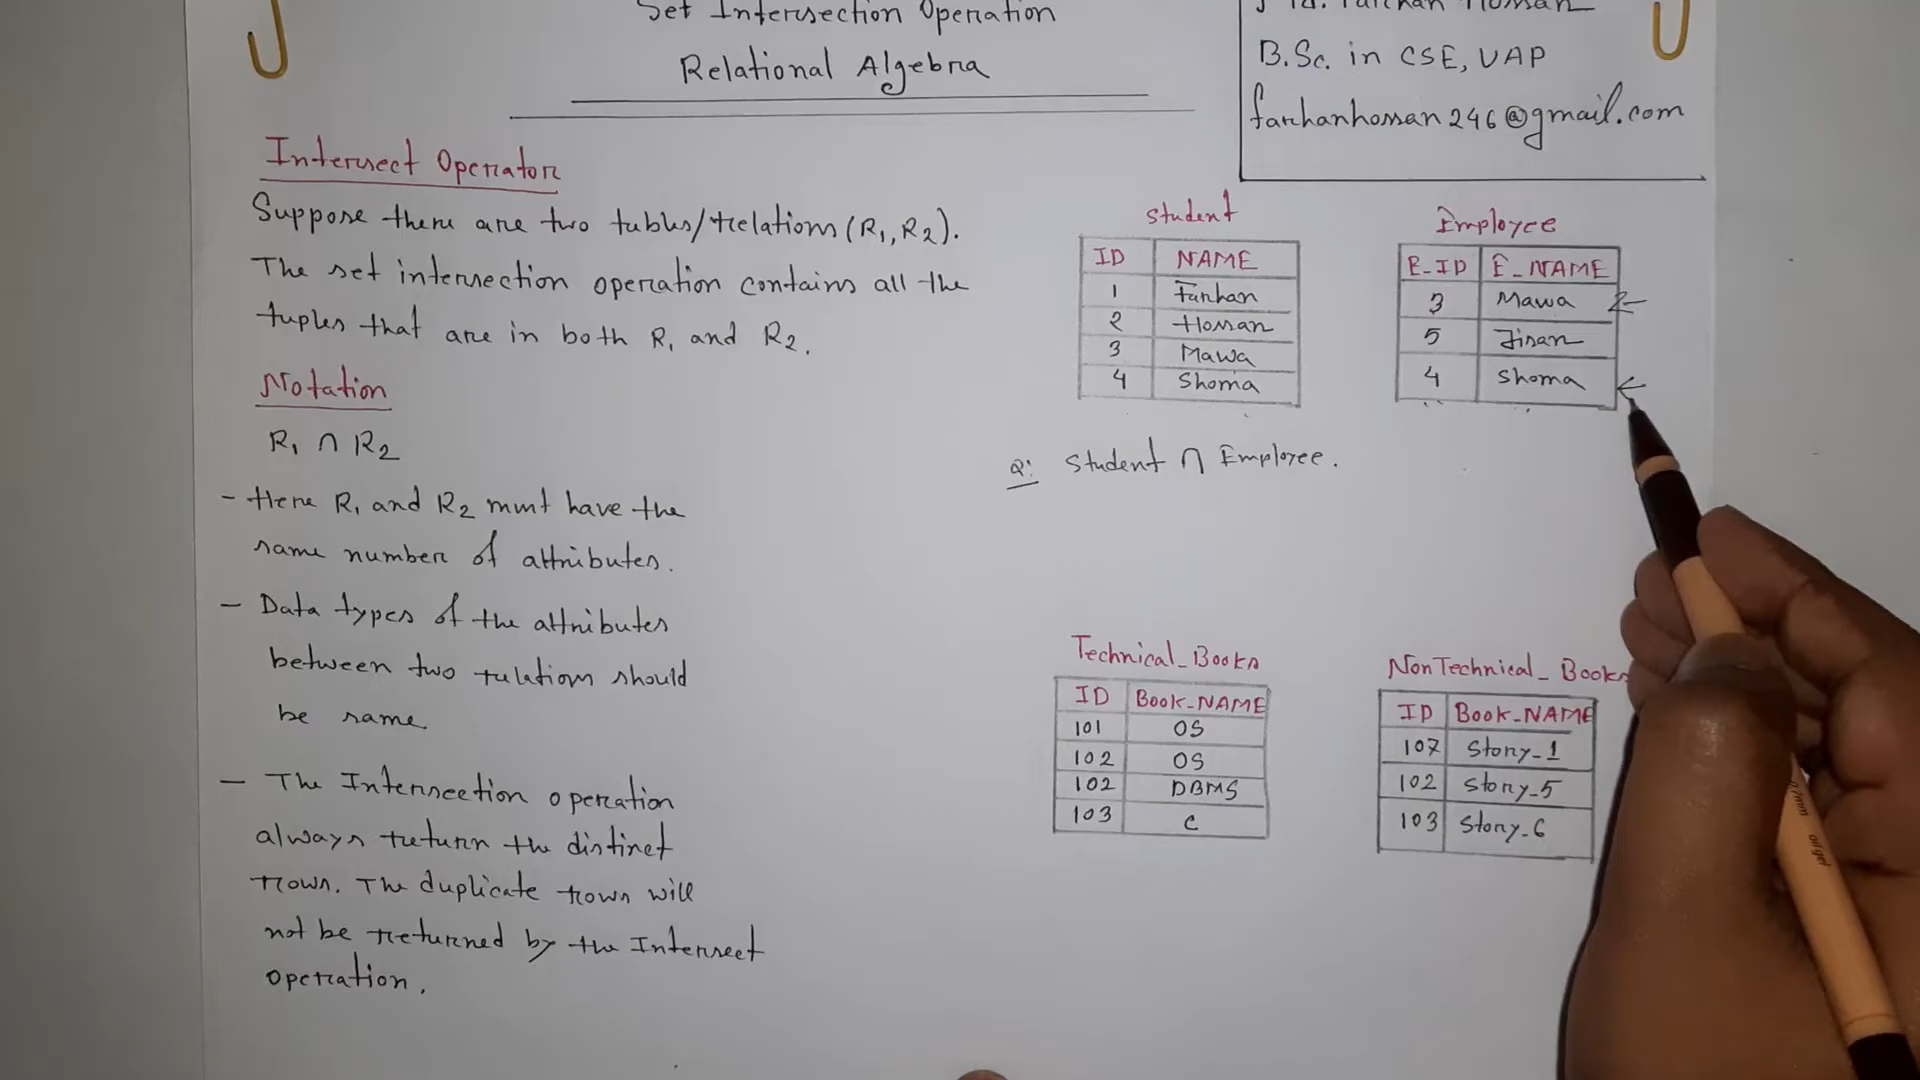 Set Intersection Operation
Relational Algebra
B.Sc. in CSE, UAP
farhanhossan246@gmail.com
Intersect Operator
Suppose there are two tables/relations (R1, R2).
The set intersection operation contains all the
tuples that are in both R1 and R2.
Notation
R1 ∩ R2
- Here R1 and R2 must have the
same number of attributes.
- Data types of the attributes
between two relations should
be same
- The Intersection operation
always return the distinct
rows. The duplicate rows will
not be returned by the Intersect
operation.
Student
ID NAME
1 Farhan
2 Hossan
3 Mawa
4 Shoma
Employee
E_ID E_NAME
3 Mawa
5 Jisan
4 Shoma
Q: Student ∩ Employee.
Technical_Books
ID Book_NAME
101 OS
102 OS
102 DBMS
103 C
NonTechnical_Books
ID Book_NAME
107 Story_1
102 Story_5
103 Story_6